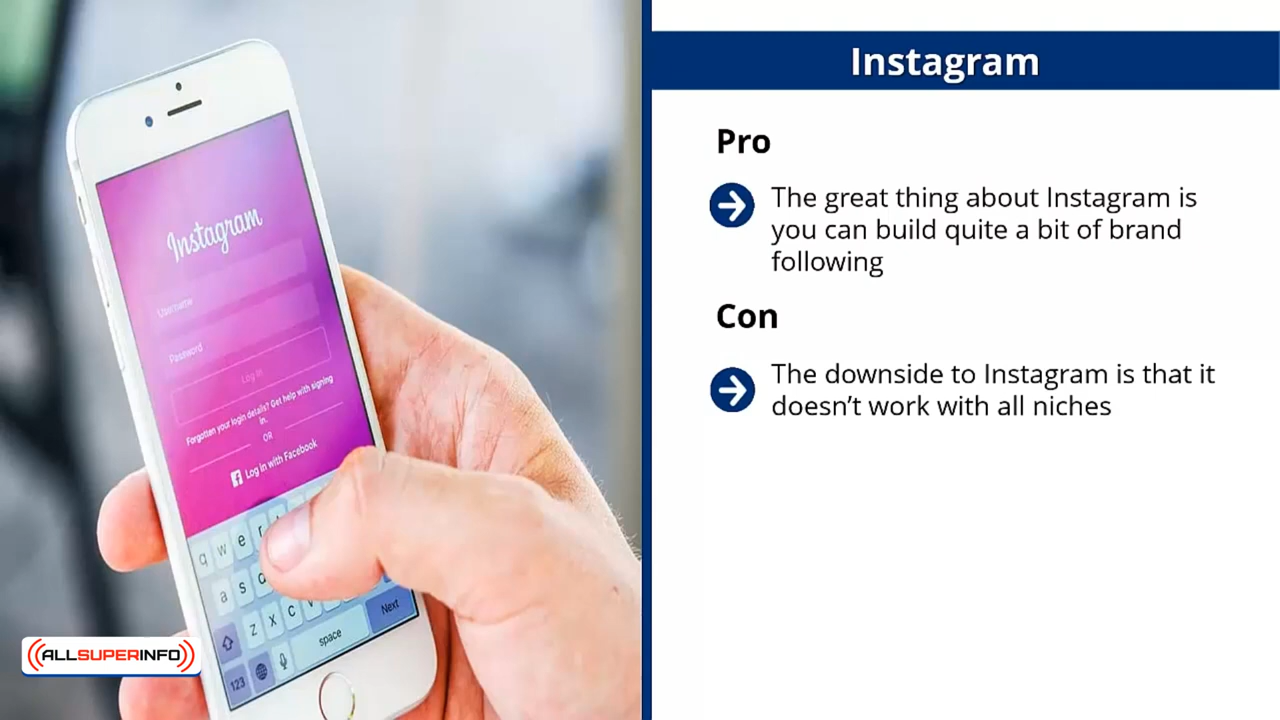 Instagram
Username
Password
Log in
Forgotten your login details? Get help with signing
in.
OR
Log in with Facebook
q w e r
a s
z x c v
Next
123
space
ALLSUPERINFO
Instagram
Pro
The great thing about Instagram is
you can build quite a bit of brand
following
Con
The downside to Instagram is that it
doesn’t work with all niches